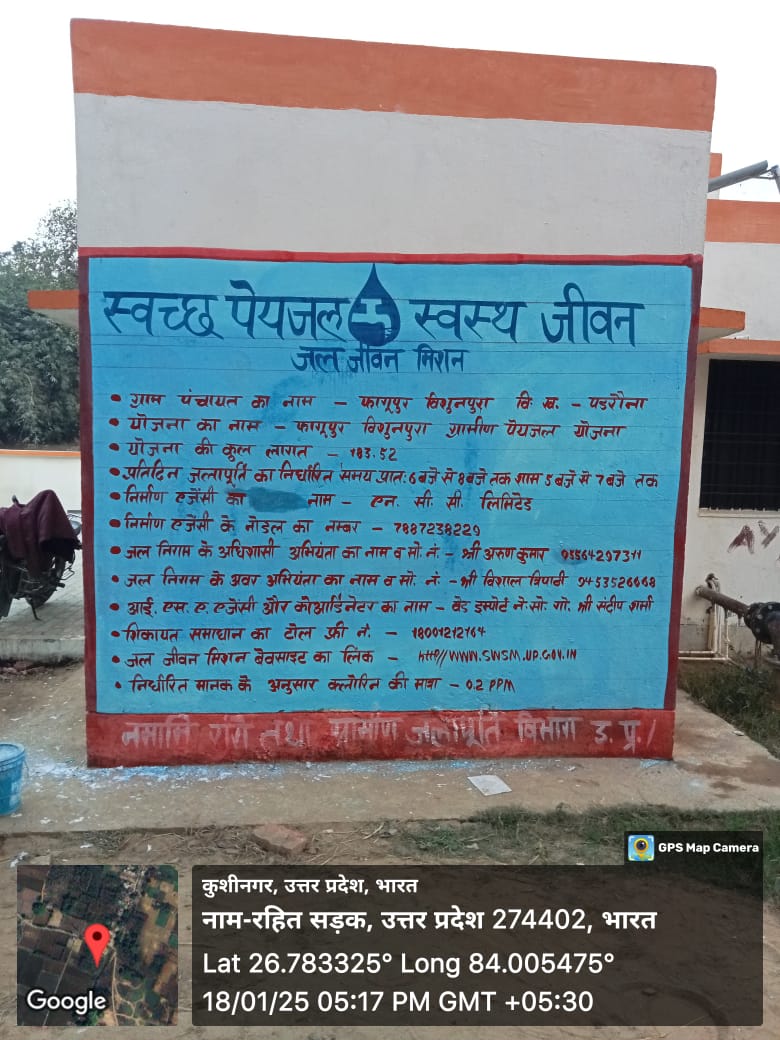 स्वच्छ पेयजल स्वस्थ जीवन
जल जीवन मिशन
• ग्राम पंचायत का नाम – फागूपुर विशुनपुरा वि. ख. – पडरौना
• योजना का नाम – फागूपुर विशुनपुरा ग्रामीण पेयजल योजना
• योजना की कुल लागत – 183.52
• प्रतिदिन जलापूर्ति का निर्धारित समय प्रातः 6 बजे से 8 बजे तक शाम 5 बजे से 7 बजे तक
• निर्माण एजेंसी का नाम – एन. सी. सी. लिमिटेड
• निर्माण एजेंसी के नोडल का नम्बर – 7887238229
• जल निगम के अधिशासी अभियंता का नाम व मो. नं. – श्री अरुण कुमार
• जल निगम के अवर अभियंता का नाम व मो. नं. – श्री विशाल त्रिपाठी 9453526668
• आई. एस. ए. एजेंसी और कोआर्डिनेटर का नाम – वेड इस्पोर्ट ने. सो. गो. श्री संदीप शर्मा
• शिकायत समाधान का टोल फ्री नं. – 18001212164
• जल जीवन मिशन बेवसाइट का लिंक – http//WWW.SWSM.UP.GOV.IN
• निर्धारित मानक के अनुसार क्लोरिन की मात्रा – 0.2 PPM
नमामि गंगे तथा ग्रामीण जलापूर्ति विभाग उ. प्र. /
GPS Map Camera
कुशीनगर, उत्तर प्रदेश, भारत
नाम-रहित सड़क, उत्तर प्रदेश 274402, भारत
Lat 26.783325° Long 84.005475°
18/01/25 05:17 PM GMT +05:30
Google